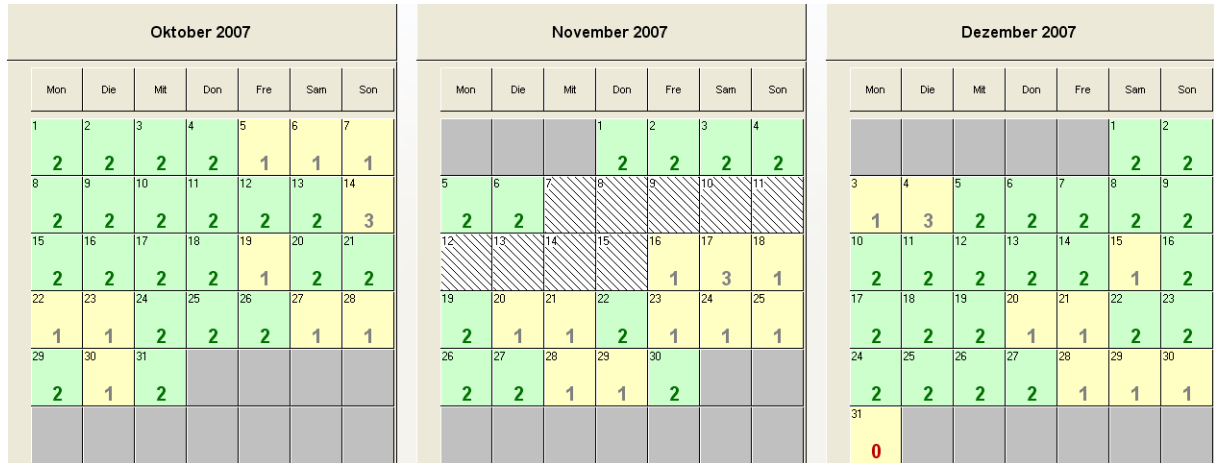 Oktober 2007
Mon Die Mit Don Fre Sam Son
1 2 3 4 5 6 7
2 2 2 2 1 1 1
8 9 10 11 12 13 14
2 2 2 2 2 2 3
15 16 17 18 19 20 21
2 2 2 2 1 2 2
22 23 24 25 26 27 28
1 1 2 2 2 1 1
29 30 31
2 1 2
November 2007
Mon Die Mit Don Fre Sam Son
1 2 3 4
2 2 2 2
5 6 7 8 9 10 11
2 2
12 13 14 15 16 17 18
1 3 1
19 20 21 22 23 24 25
2 1 1 2 1 1 1
26 27 28 29 30
2 2 1 1 2
Dezember 2007
Mon Die Mit Don Fre Sam Son
1 2
2 2
3 4 5 6 7 8 9
1 3 2 2 2 2 2
10 11 12 13 14 15 16
2 2 2 2 2 1 2
17 18 19 20 21 22 23
2 2 2 1 1 2 2
24 25 26 27 28 29 30
2 2 2 2 1 1 1
31
0